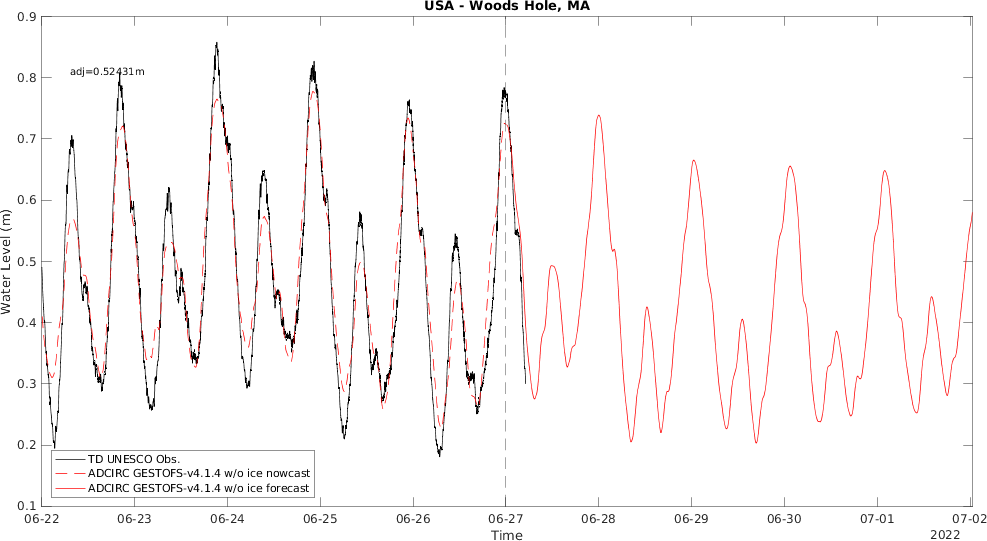 USA - Woods Hole, MA
adj=0.52431m
Water Level (m)
0.9
0.8
0.7
0.6
0.5
0.4
0.3
0.2
0.1
TD UNESCO Obs.
ADCIRC GESTOFS-v4.1.4 w/o ice nowcast
ADCIRC GESTOFS-v4.1.4 w/o ice forecast
06-22 06-23 06-24 06-25 06-26 06-27 06-28 06-29 06-30 07-01 07-02
Time
2022